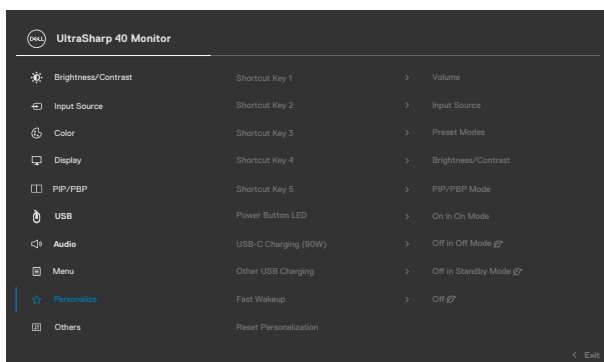 DELL UltraSharp 40 Monitor
Brightness/Contrast Shortcut Key 1 > Volume
Input Source Shortcut Key 2 > Input Source
Color Shortcut Key 3 > Preset Modes
Display Shortcut Key 4 > Brightness/Contrast
PIP/PBP Shortcut Key 5 > PIP/PBP Mode
USB Power Button LED > On in On Mode
Audio USB-C Charging (90W) > Off in Off Mode
Menu Other USB Charging > Off in Standby Mode
Personalize Fast Wakeup > Off
Others Reset Personalization
< Exit